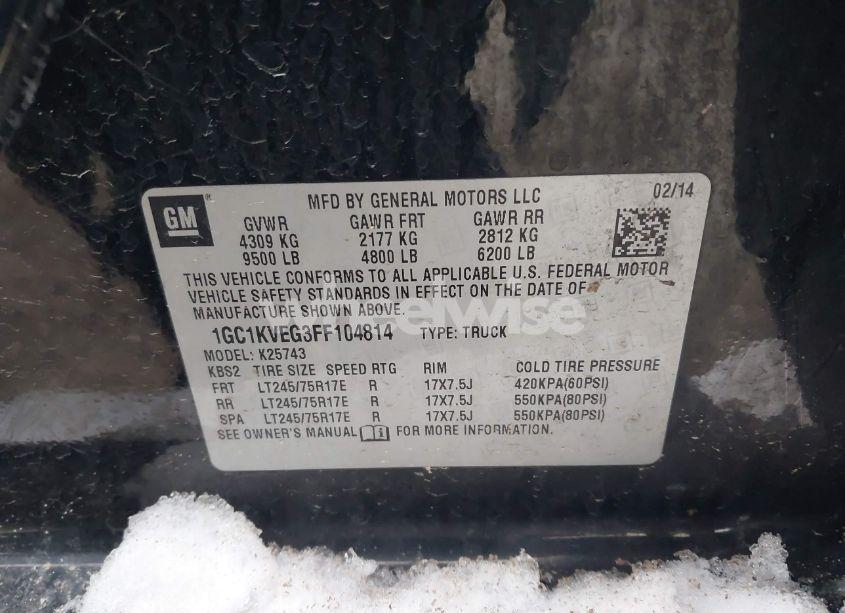 GM®
MFD BY GENERAL MOTORS LLC 02/14
GVWR GAWR FRT GAWR RR
4309 KG 2177 KG 2812 KG
9500 LB 4800 LB 6200 LB
THIS VEHICLE CONFORMS TO ALL APPLICABLE U.S. FEDERAL MOTOR
VEHICLE SAFETY STANDARDS IN EFFECT ON THE DATE OF
MANUFACTURE SHOWN ABOVE.
1GC1KVEG3FF104814 TYPE: TRUCK
MODEL: K25743
KBS2 TIRE SIZE SPEED RTG RIM COLD TIRE PRESSURE
FRT LT245/75R17E R 17X7.5J 420KPA(60PSI)
RR LT245/75R17E R 17X7.5J 550KPA(80PSI)
SPA LT245/75R17E R 17X7.5J 550KPA(80PSI)
SEE OWNER'S MANUAL FOR MORE INFORMATION.